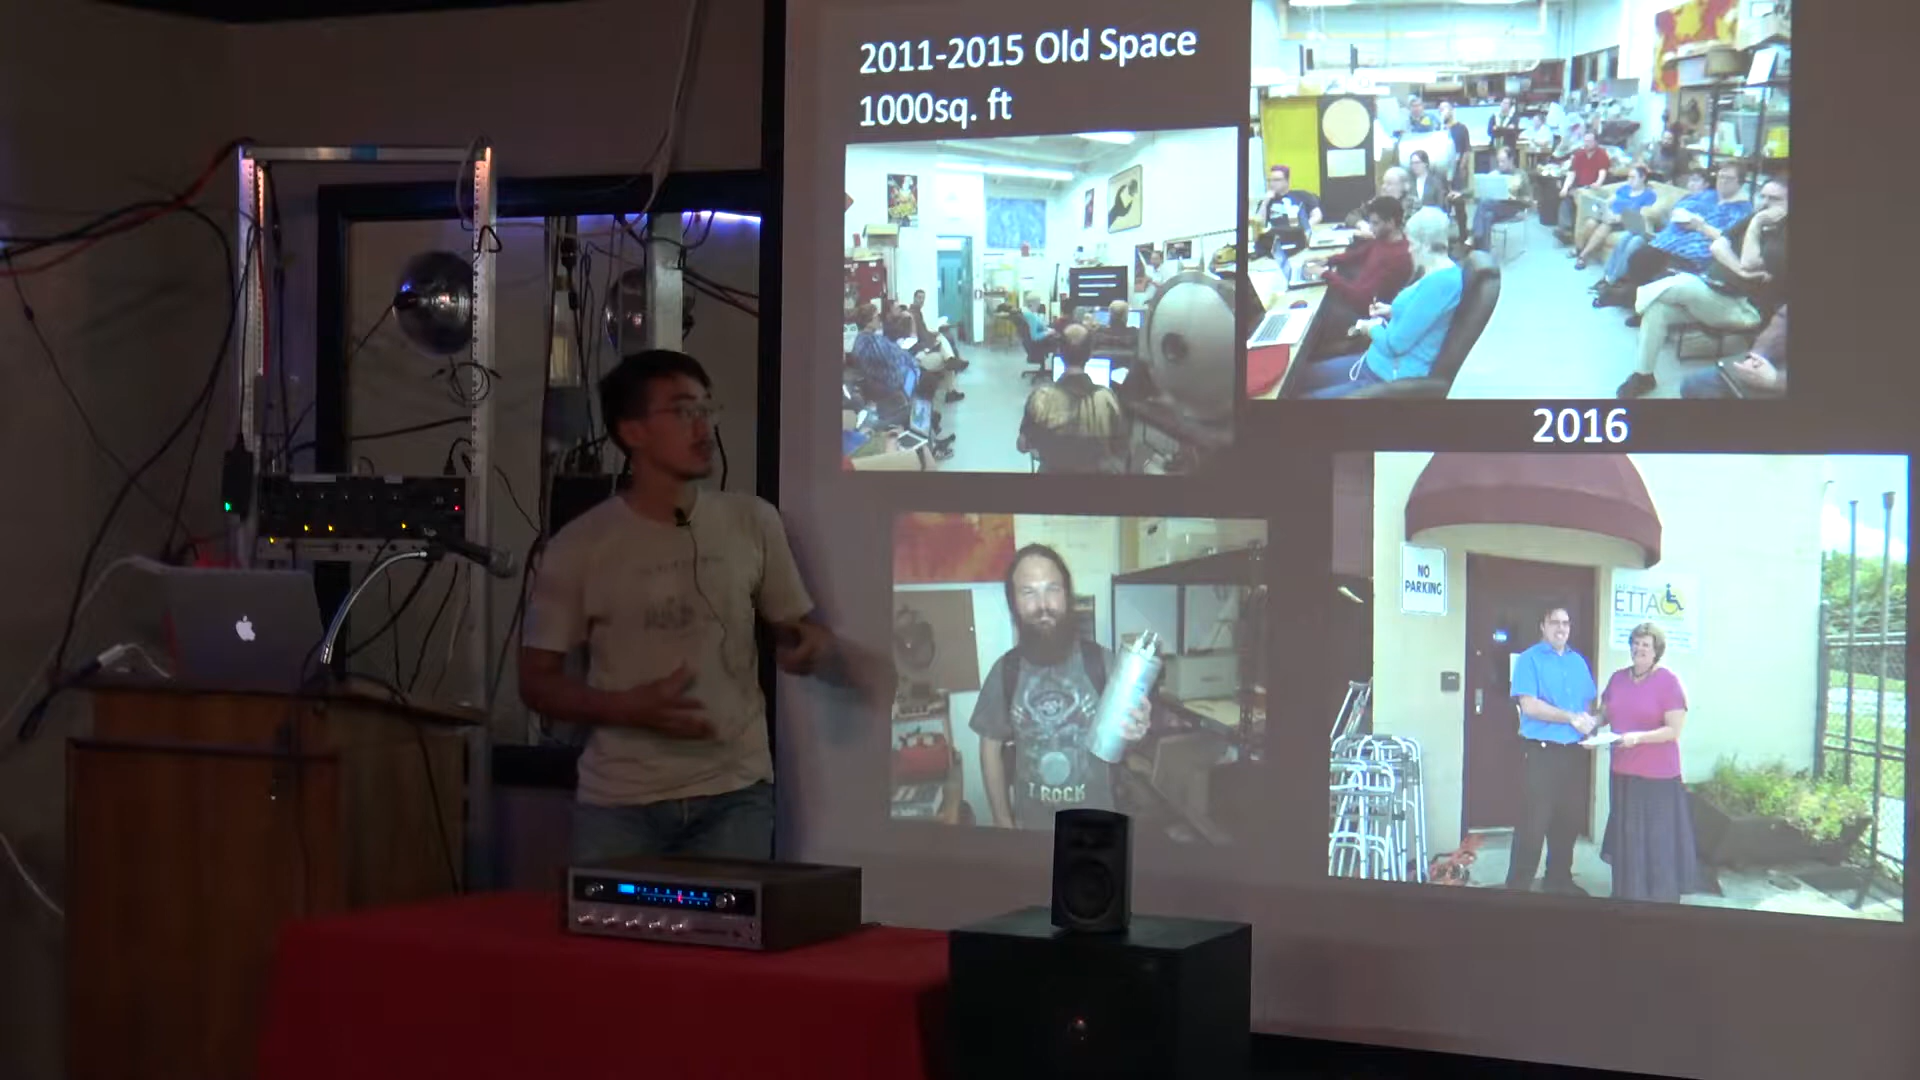 2011-2015 Old Space
1000sq. ft
2016
NO
PARKING
ETTA
I ROCK